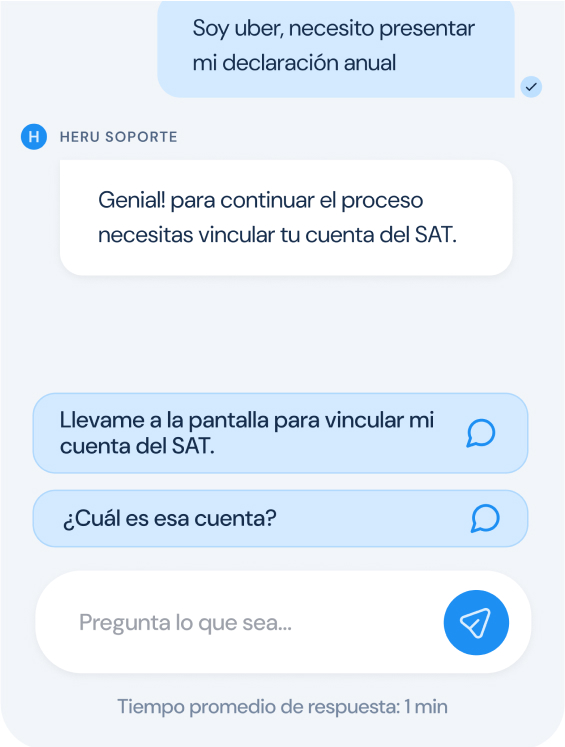 Soy uber, necesito presentar
mi declaración anual
H HERU SOPORTE
Genial! para continuar el proceso
necesitas vincular tu cuenta del SAT.
Llevame a la pantalla para vincular mi
cuenta del SAT.
¿Cuál es esa cuenta?
Pregunta lo que sea...
Tiempo promedio de respuesta: 1 min